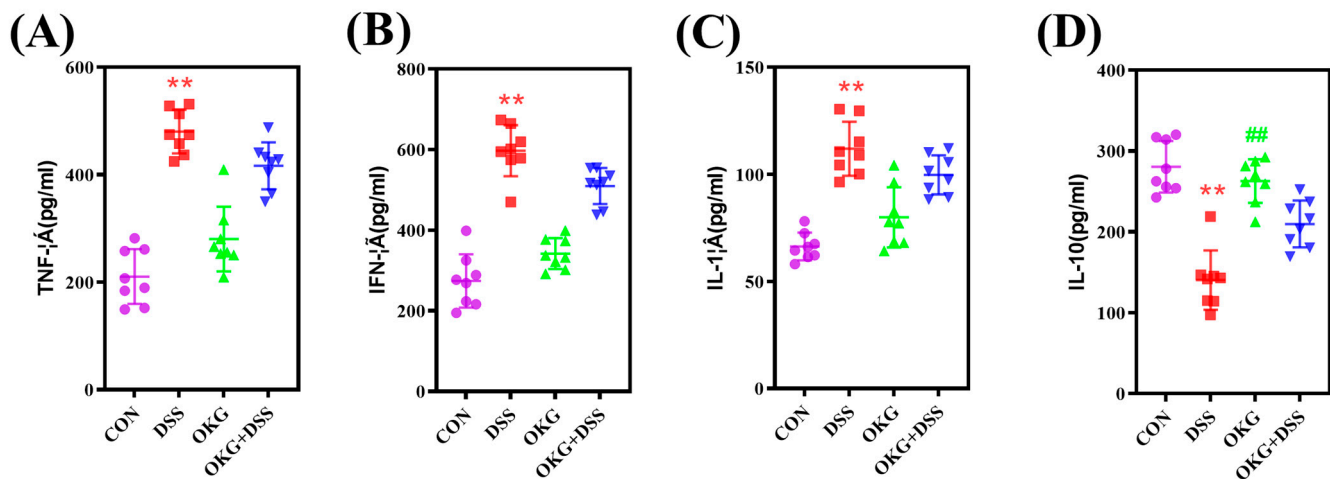 (A)
TNF-¦Á(pg/ml)
600
400
200
0
**
CON
DSS
OKG
OKG+DSS
(B)
IFN-¦Ã(pg/ml)
800
600
400
200
0
**
CON
DSS
OKG
OKG+DSS
(C)
IL-1¦Â(pg/ml)
150
100
50
0
**
CON
DSS
OKG
OKG+DSS
(D)
IL-10(pg/ml)
400
300
200
100
0
**
##
CON
DSS
OKG
OKG+DSS